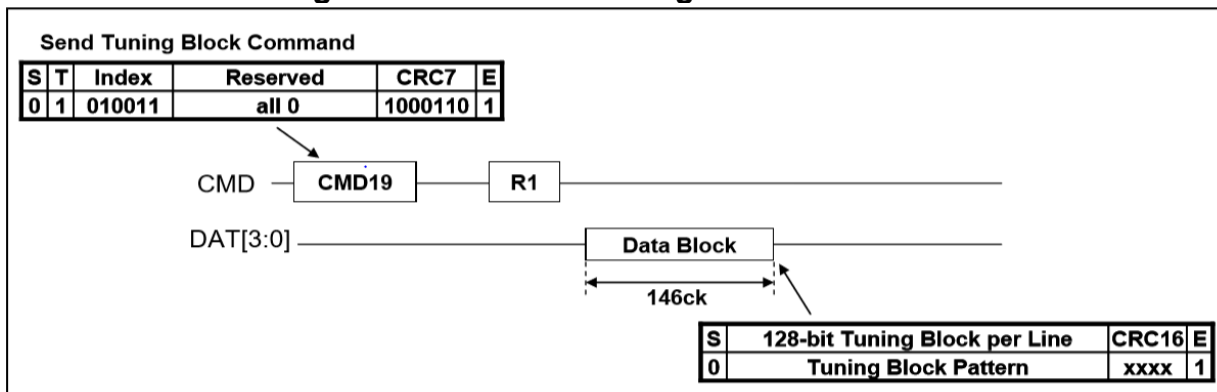 Send Tuning Block Command
S T Index Reserved CRC7 E
0 1 010011 all 0 1000110 1
CMD CMD19 R1
DAT[3:0] Data Block
146ck
S 128-bit Tuning Block per Line CRC16 E
0 Tuning Block Pattern xxxx 1